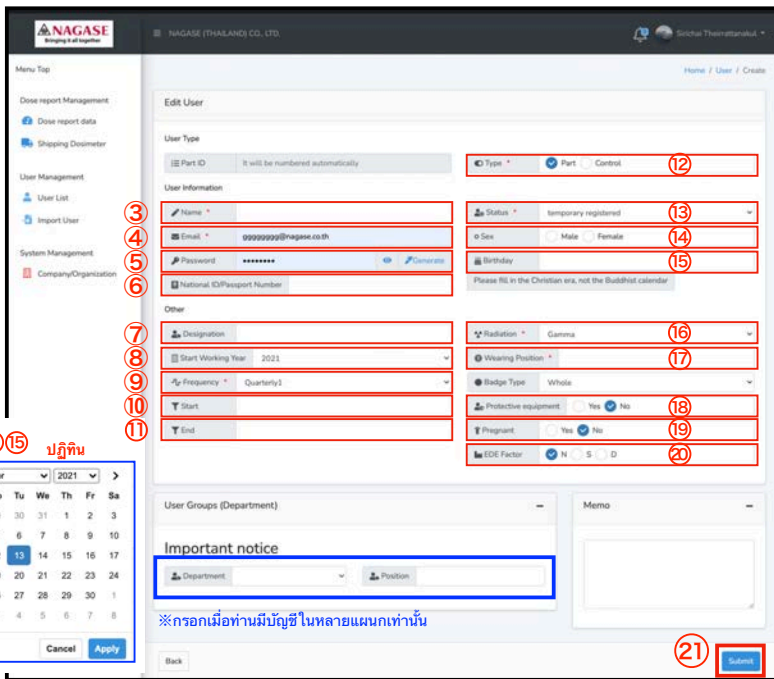 NAGASE
Bringing it all together
NAGASE (THAILAND) CO., LTD.
Sirichai Theirattanakul
Menu Top
Home / User / Create
Dose report Management
Dose report data
Shipping Dosimeter
User Management
User List
Import User
System Management
Company/Organization
Edit User
User Type
Part ID It will be numbered automatically
Type * Part Control ⑫
User Information
③ Name *
Status * temporary registered ⑬
④ Email * gggggggg@nagase.co.th
Sex Male Female ⑭
⑤ Password •••••••• Generate
Birthday ⑮
⑥ National ID/Passport Number
Please fill in the Christian era, not the Buddhist calendar
Other
⑦ Designation
Radiation * Gamma ⑯
⑧ Start Working Year 2021
Wearing Position * ⑰
⑨ Frequency * Quarterly1
Badge Type Whole
⑩ Start
Protective equipment Yes No ⑱
⑪ End
Pregnant Yes No ⑲
EDE Factor N S D ⑳
⑮ ปฏิทิน
2021
Tu We Th Fr Sa
30 31 1 2 3
6 7 8 9 10
13 14 15 16 17
20 21 22 23 24
27 28 29 30 1
4 5 6 7 8
Cancel Apply
User Groups (Department) −
Memo −
Important notice
Department
Position
※กรอกเมื่อท่านมีบัญชีในหลายแผนกเท่านั้น
Back
㉑ Submit